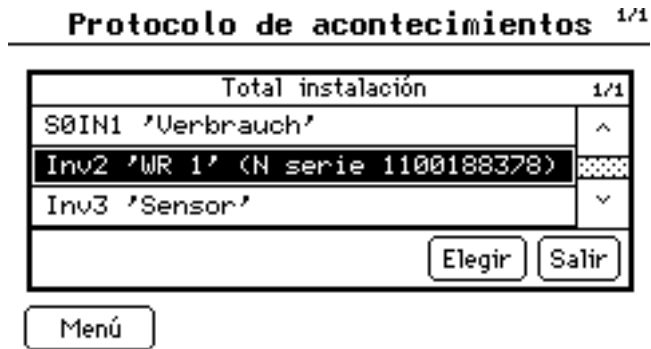 Protocolo de acontecimientos 1/1
Total instalación 1/1
S0IN1 'Verbrauch'
Inv2 'WR 1' (N serie 1100188378)
Inv3 'Sensor'
Elegir Salir
Menú